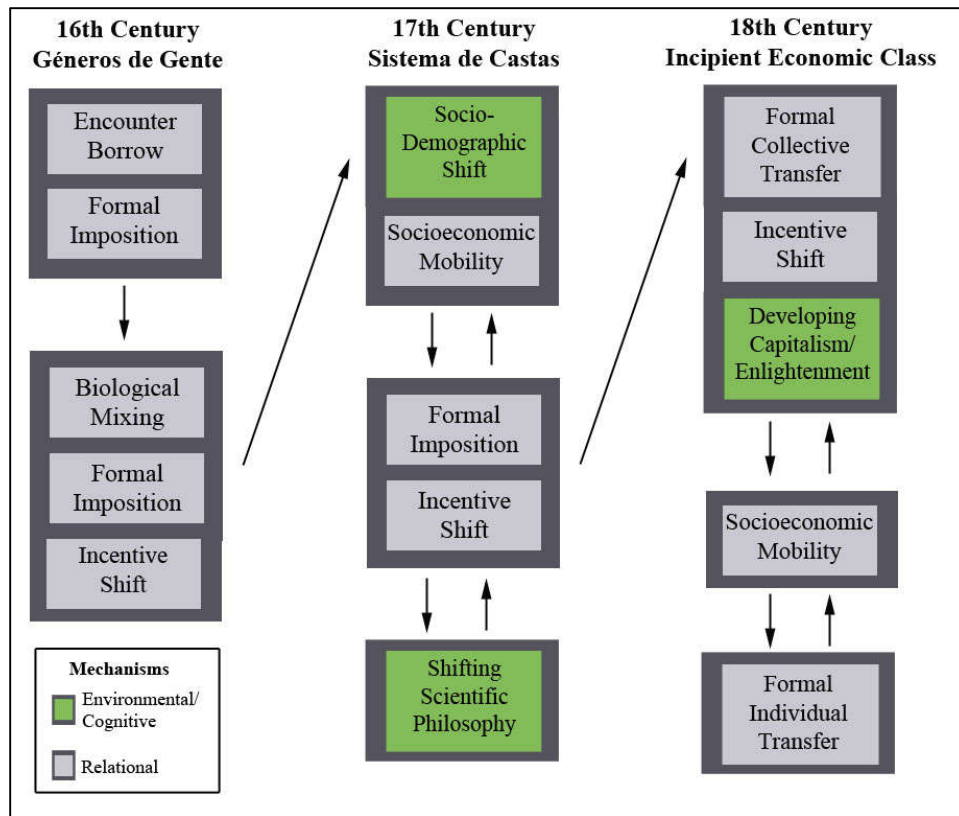 16th Century
Géneros de Gente
Encounter
Borrow
Formal
Imposition
Biological
Mixing
Formal
Imposition
Incentive
Shift
Mechanisms
Environmental/
Cognitive
Relational
17th Century
Sistema de Castas
Socio-
Demographic
Shift
Socioeconomic
Mobility
Formal
Imposition
Incentive
Shift
Shifting
Scientific
Philosophy
18th Century
Incipient Economic Class
Formal
Collective
Transfer
Incentive
Shift
Developing
Capitalism/
Enlightenment
Socioeconomic
Mobility
Formal
Individual
Transfer